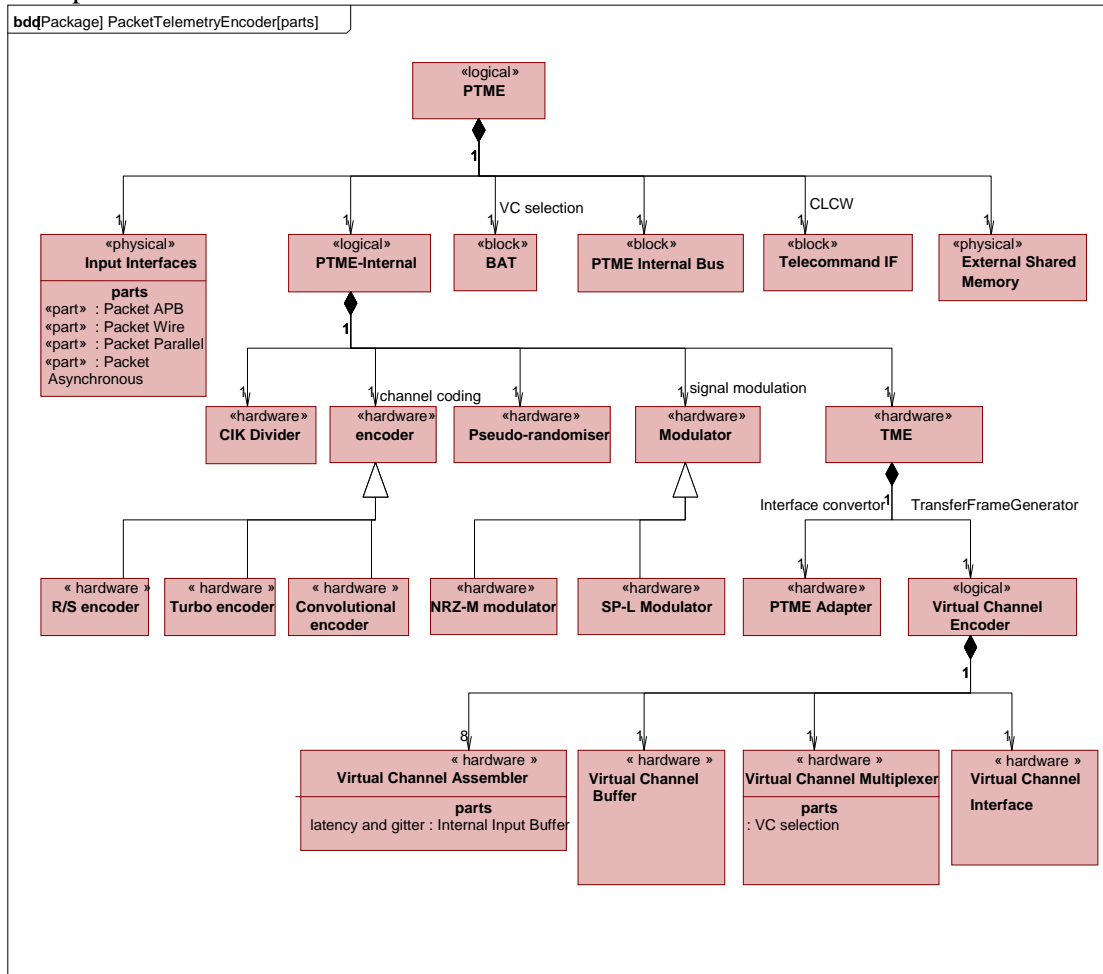 bdd[Package] PacketTelemetryEncoder[parts]
«logical»
PTME
1
VC selection
CLCW
1
1
1
1
1
1
«physical»
Input Interfaces
parts
«part» : Packet APB
«part» : Packet Wire
«part» : Packet Parallel
«part» : Packet
Asynchronous
«logical»
PTME-Internal
«block»
BAT
«block»
PTME Internal Bus
«block»
Telecommand IF
«physical»
External Shared
Memory
1
channel coding
signal modulation
1
1
1
1
1
«hardware»
ClK Divider
«hardware»
encoder
«hardware»
Pseudo-randomiser
«hardware»
Modulator
«hardware»
TME
1
Interface convertor
TransferFrameGenerator
1
1
« hardware »
R/S encoder
« hardware »
Turbo encoder
« hardware »
Convolutional
encoder
«hardware»
NRZ-M modulator
«hardware»
SP-L Modulator
«hardware»
PTME Adapter
«logical»
Virtual Channel
Encoder
1
8
1
1
1
« hardware »
Virtual Channel Assembler
parts
latency and gitter : Internal Input Buffer
« hardware »
Virtual Channel
Buffer
« hardware »
Virtual Channel Multiplexer
parts
: VC selection
« hardware »
Virtual Channel
Interface